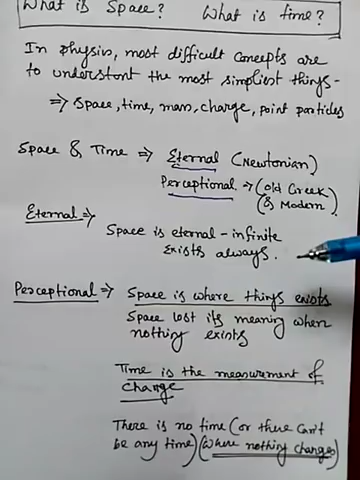 What is Space? What is time?
In physics, most difficult concepts are
to understant the most simpliest things -
⇒ Space, time, mass, charge, point particles
Space & Time ⇒ Eternal (Newtonian)
Perceptional → (old Greek
& Modern)
Eternal ⇒
Space is eternal - infinite
exists always.
Perceptional ⇒ Space is where things exists
Space lost its meaning when
nothing exists
Time is the measurement of
change
There is no time (or there can't
be any time) (where nothing changes)